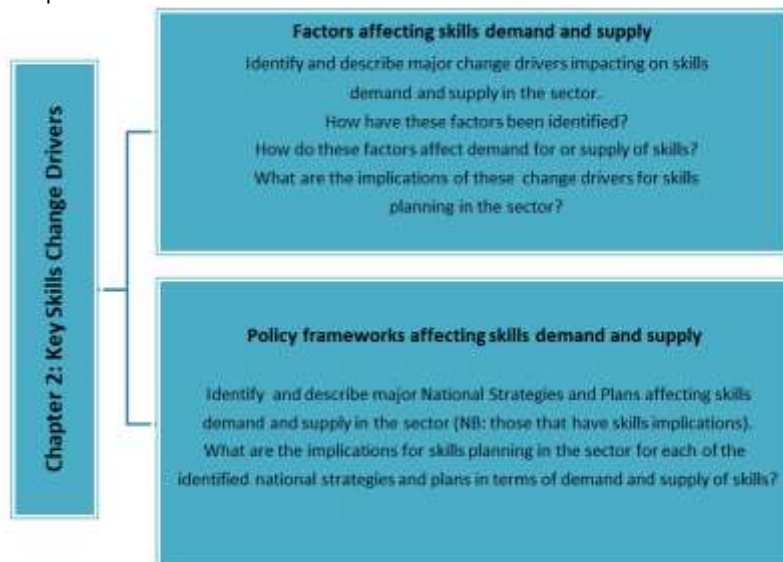 Chapter 2: Key Skills Change Drivers
Factors affecting skills demand and supply
Identify and describe major change drivers impacting on skills
demand and supply in the sector.
How have these factors been identified?
How do these factors affect demand for or supply of skills?
What are the implications of these change drivers for skills
planning in the sector?
Policy frameworks affecting skills demand and supply
Identify and describe major National Strategies and Plans affecting skills
demand and supply in the sector (NB: those that have skills implications).
What are the implications for skills planning in the sector for each of the
identified national strategies and plans in terms of demand and supply of skills?